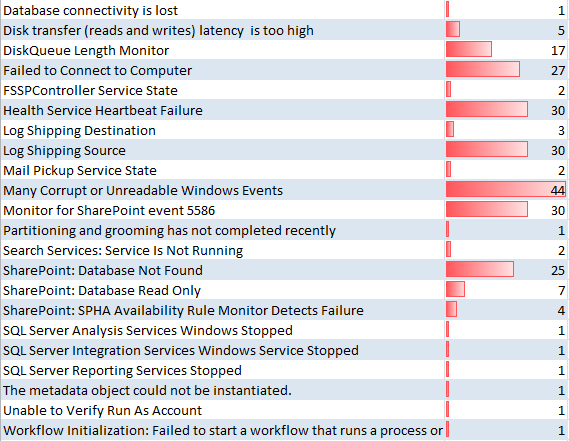 Database connectivity is lost 1
Disk transfer (reads and writes) latency  is too high 5
DiskQueue Length Monitor 17
Failed to Connect to Computer 27
FSSPController Service State 2
Health Service Heartbeat Failure 30
Log Shipping Destination 3
Log Shipping Source 30
Mail Pickup Service State 2
Many Corrupt or Unreadable Windows Events 44
Monitor for SharePoint event 5586 30
Partitioning and grooming has not completed recently 1
Search Services: Service Is Not Running 2
SharePoint: Database Not Found 25
SharePoint: Database Read Only 7
SharePoint: SPHA Availability Rule Monitor Detects Failure 4
SQL Server Analysis Services Windows Stopped 1
SQL Server Integration Services Windows Service Stopped 1
SQL Server Reporting Services Stopped 1
The metadata object could not be instantiated. 1
Unable to Verify Run As Account 1
Workflow Initialization: Failed to start a workflow that runs a process or 1